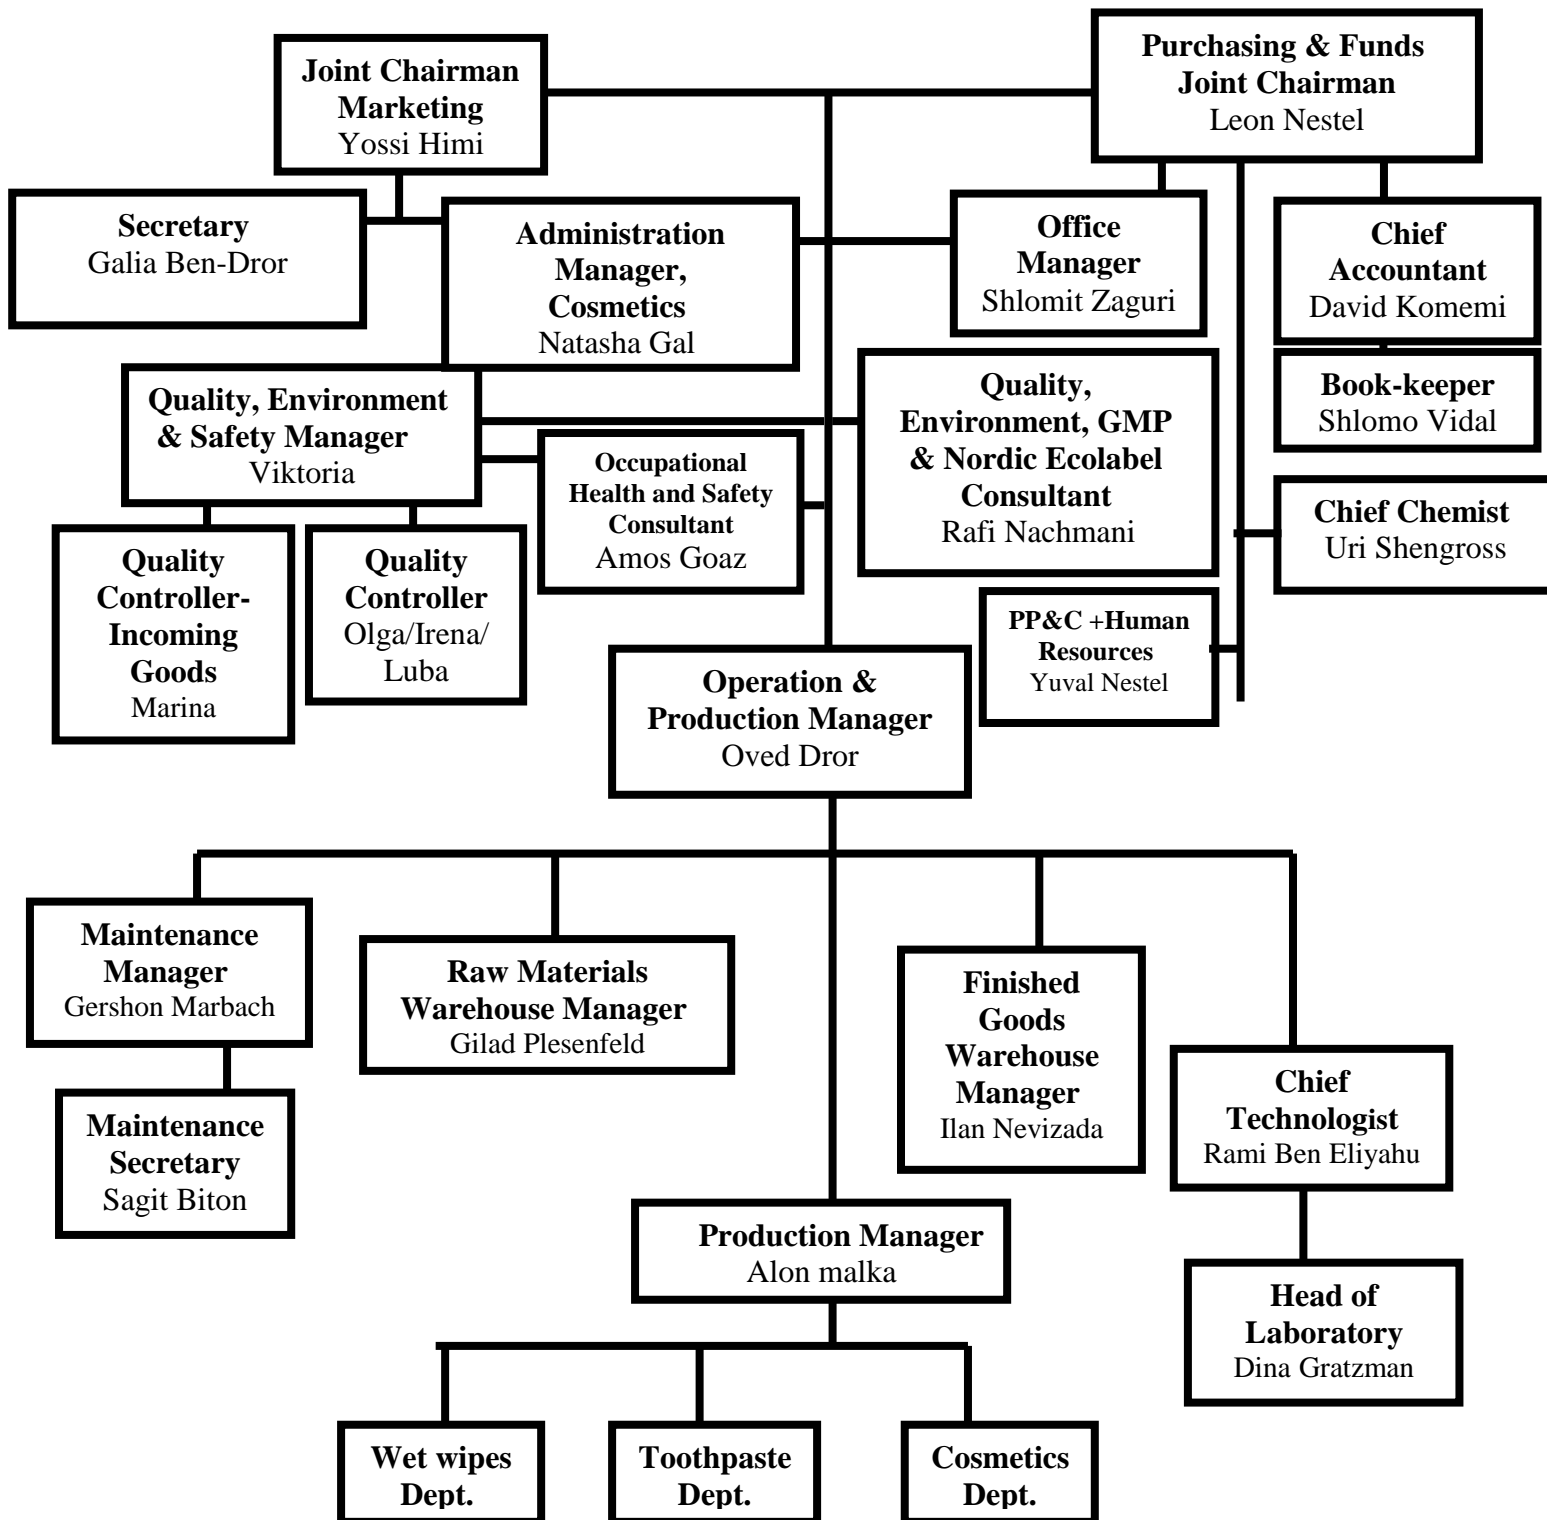 Joint Chairman
Marketing
Yossi Himi
Purchasing & Funds
Joint Chairman
Leon Nestel
Secretary
Galia Ben-Dror
Administration
Manager,
Cosmetics
Natasha Gal
Office
Manager
Shlomit Zaguri
Chief
Accountant
David Komemi
Book-keeper
Shlomo Vidal
Quality, Environment
& Safety Manager
Viktoria
Occupational
Health and Safety
Consultant
Amos Goaz
Quality,
Environment, GMP
& Nordic Ecolabel
Consultant
Rafi Nachmani
Chief Chemist
Uri Shengross
Quality
Controller-
Incoming
Goods
Marina
Quality
Controller
Olga/Irena/
Luba
PP&C +Human
Resources
Yuval Nestel
Operation &
Production Manager
Oved Dror
Maintenance
Manager
Gershon Marbach
Raw Materials
Warehouse Manager
Gilad Plesenfeld
Finished
Goods
Warehouse
Manager
Ilan Nevizada
Chief
Technologist
Rami Ben Eliyahu
Maintenance
Secretary
Sagit Biton
Production Manager
Alon malka
Head of
Laboratory
Dina Gratzman
Wet wipes
Dept.
Toothpaste
Dept.
Cosmetics
Dept.